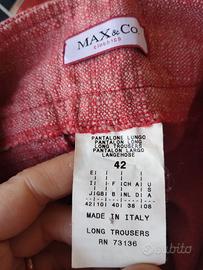 MAX&Co.
PANTALONE LUNGO
PANTALON LONG
LONG TROUSERS
PANTALON LARGO
LANGEHOSE
42
MADE IN ITALY
LONG TROUSERS
RN 73136
subito